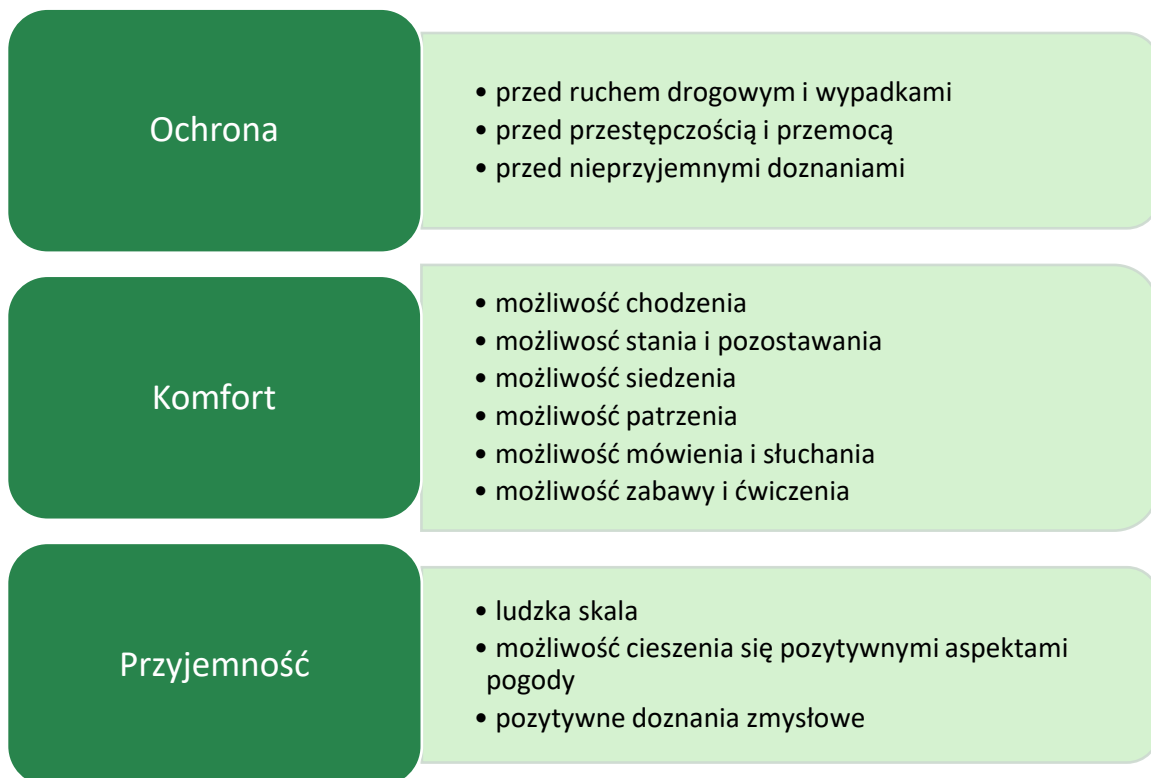 Ochrona
• przed ruchem drogowym i wypadkami
• przed przestępczością i przemocą
• przed nieprzyjemnymi doznaniami
Komfort
• możliwość chodzenia
• możliwosć stania i pozostawania
• możliwość siedzenia
• możliwość patrzenia
• możliwość mówienia i słuchania
• możliwość zabawy i ćwiczenia
Przyjemność
• ludzka skala
• możliwość cieszenia się pozytywnymi aspektami
pogody
• pozytywne doznania zmysłowe